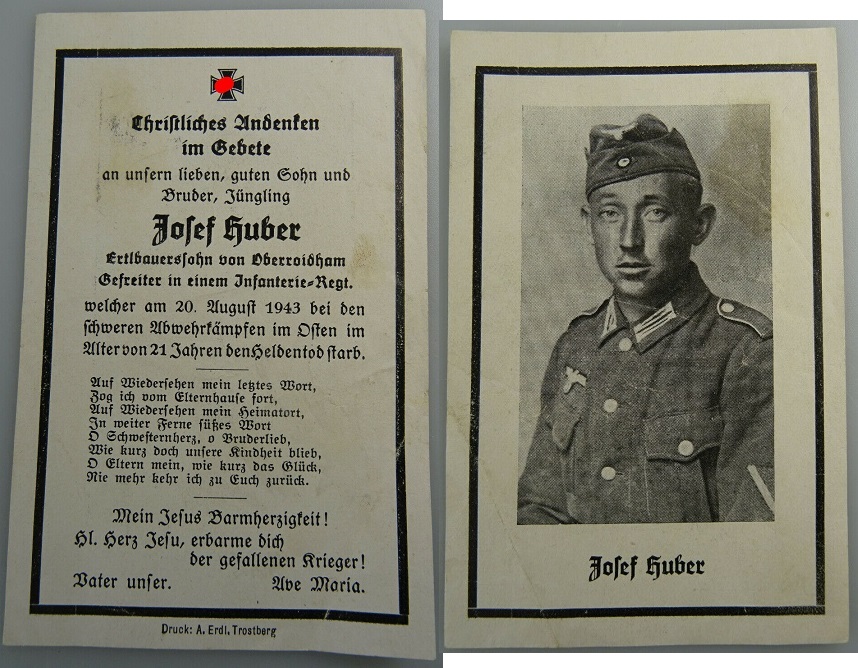 Christliches Andenken
im Gebete
an unsern lieben, guten Sohn und
Bruder, Jüngling
Josef Huber
Ertlbauerssohn von Oberroidham
Gefreiter in einem Infanterie-Regt.
welcher am 20. August 1943 bei den
schweren Abwehrkämpfen im Osten im
Alter von 21 Jahren den Heldentod starb.
Auf Wiedersehen mein letztes Wort,
Zog ich vom Elternhause fort,
Auf Wiedersehen mein Heimatort,
In weiter Ferne süßes Wort
O Schwesternherz, o Bruderlieb,
Wie kurz doch unsere Kindheit blieb,
O Eltern mein, wie kurz das Glück,
Nie mehr kehr ich zu Euch zurück.
Mein Jesus Barmherzigkeit!
Hl. Herz Jesu, erbarme dich
der gefallenen Krieger!
Vater unser. Ave Maria.
Druck: A. Erdl, Trostberg
Josef Huber